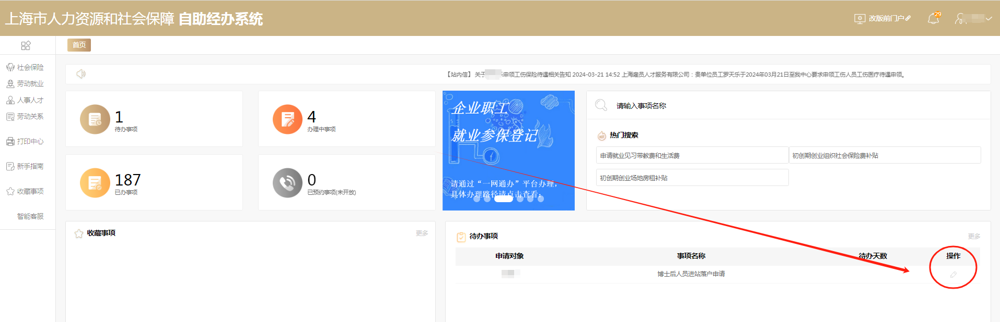 上海市人力资源和社会保障 自助经办系统
改版前门户
29
首页
社会保险
劳动就业
人事人才
劳动关系
打印中心
新手指南
收藏事项
智能客服
【站内信】 关于 乐申领工伤保险待遇相关告知 2024-03-21 14:52 上海雇员人才服务有限公司：贵单位员工罗天乐于2024年03月21日至我中心要求申领工伤人员工伤医疗待遇申领。
1
待办事项
4
办理中事项
187
已办事项
0
已预约事项(未开放)
企业职工
就业参保登记
请通过“一网通办”平台办理，
具体办理路径请点击查看：
请输入事项名称
HOT
热门搜索
申请就业见习带教费和生活费
初创期创业组织社会保险费补贴
初创期创业场地房租补贴
收藏事项
更多
待办事项
更多
申请对象 事项名称 待办天数 操作
博士后人员进站落户申请